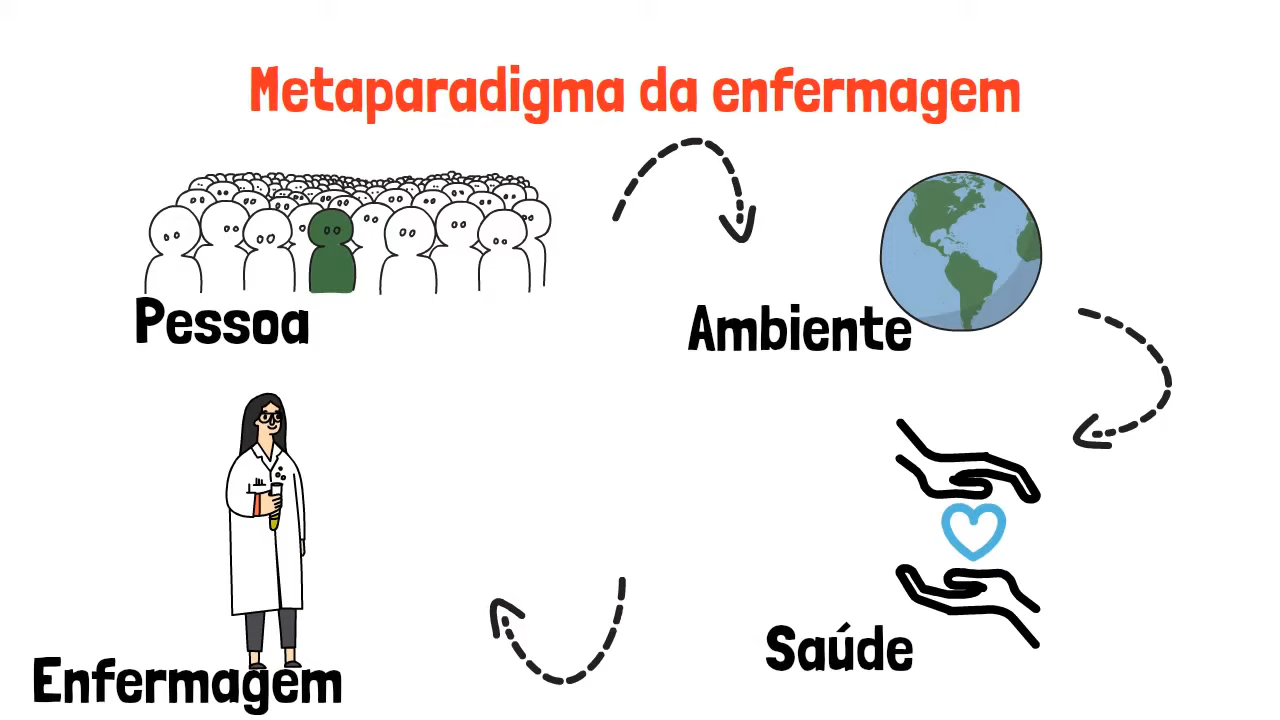 Metaparadigma da enfermagem
Pessoa
Ambiente
Enfermagem
Saúde